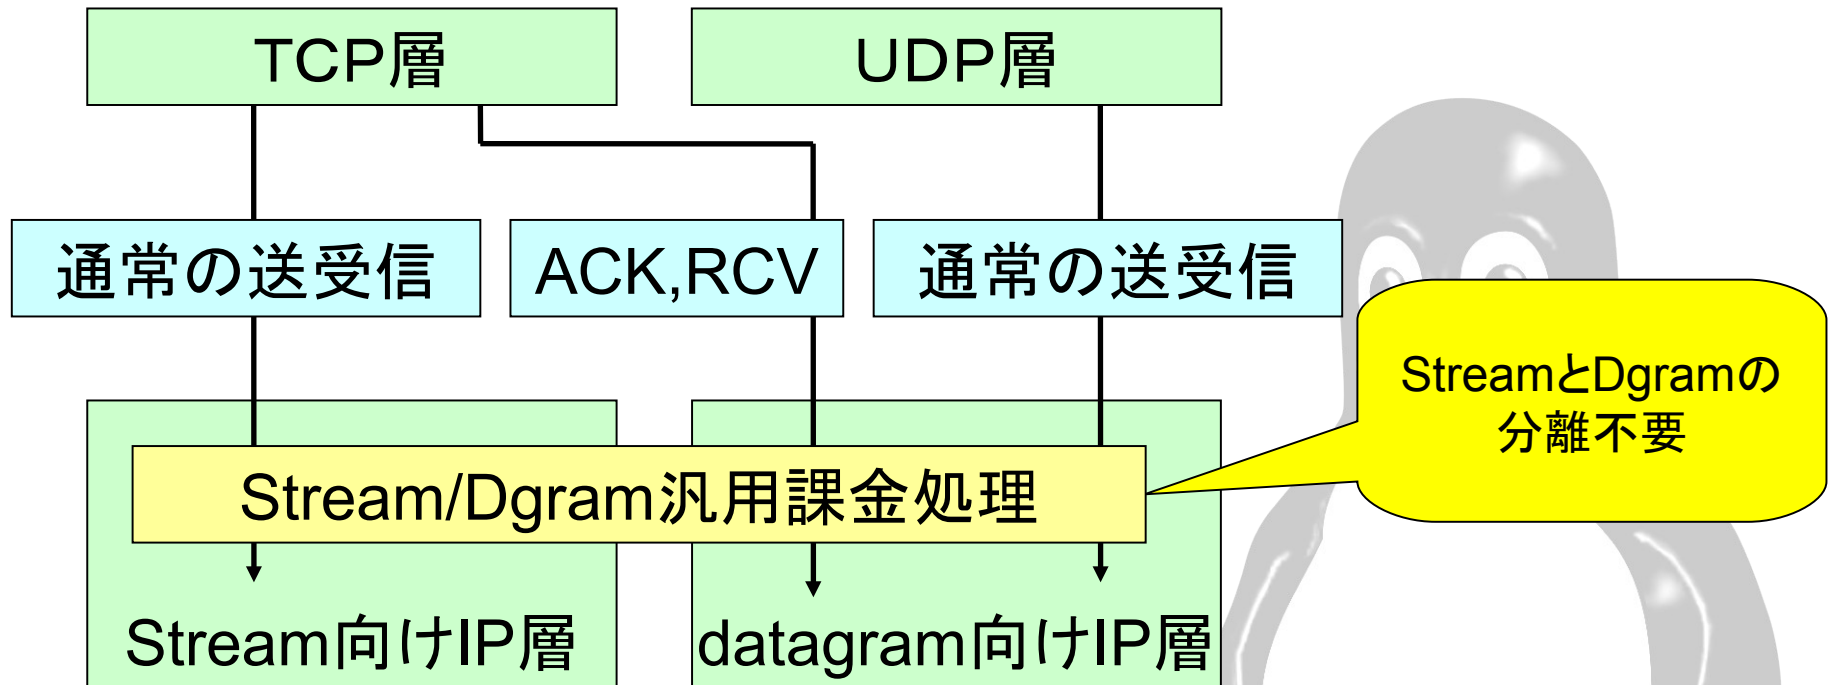 TCP層
UDP層
通常の送受信
ACK,RCV
通常の送受信
StreamとDgramの
分離不要
Stream/Dgram汎用課金処理
Stream向けIP層
datagram向けIP層